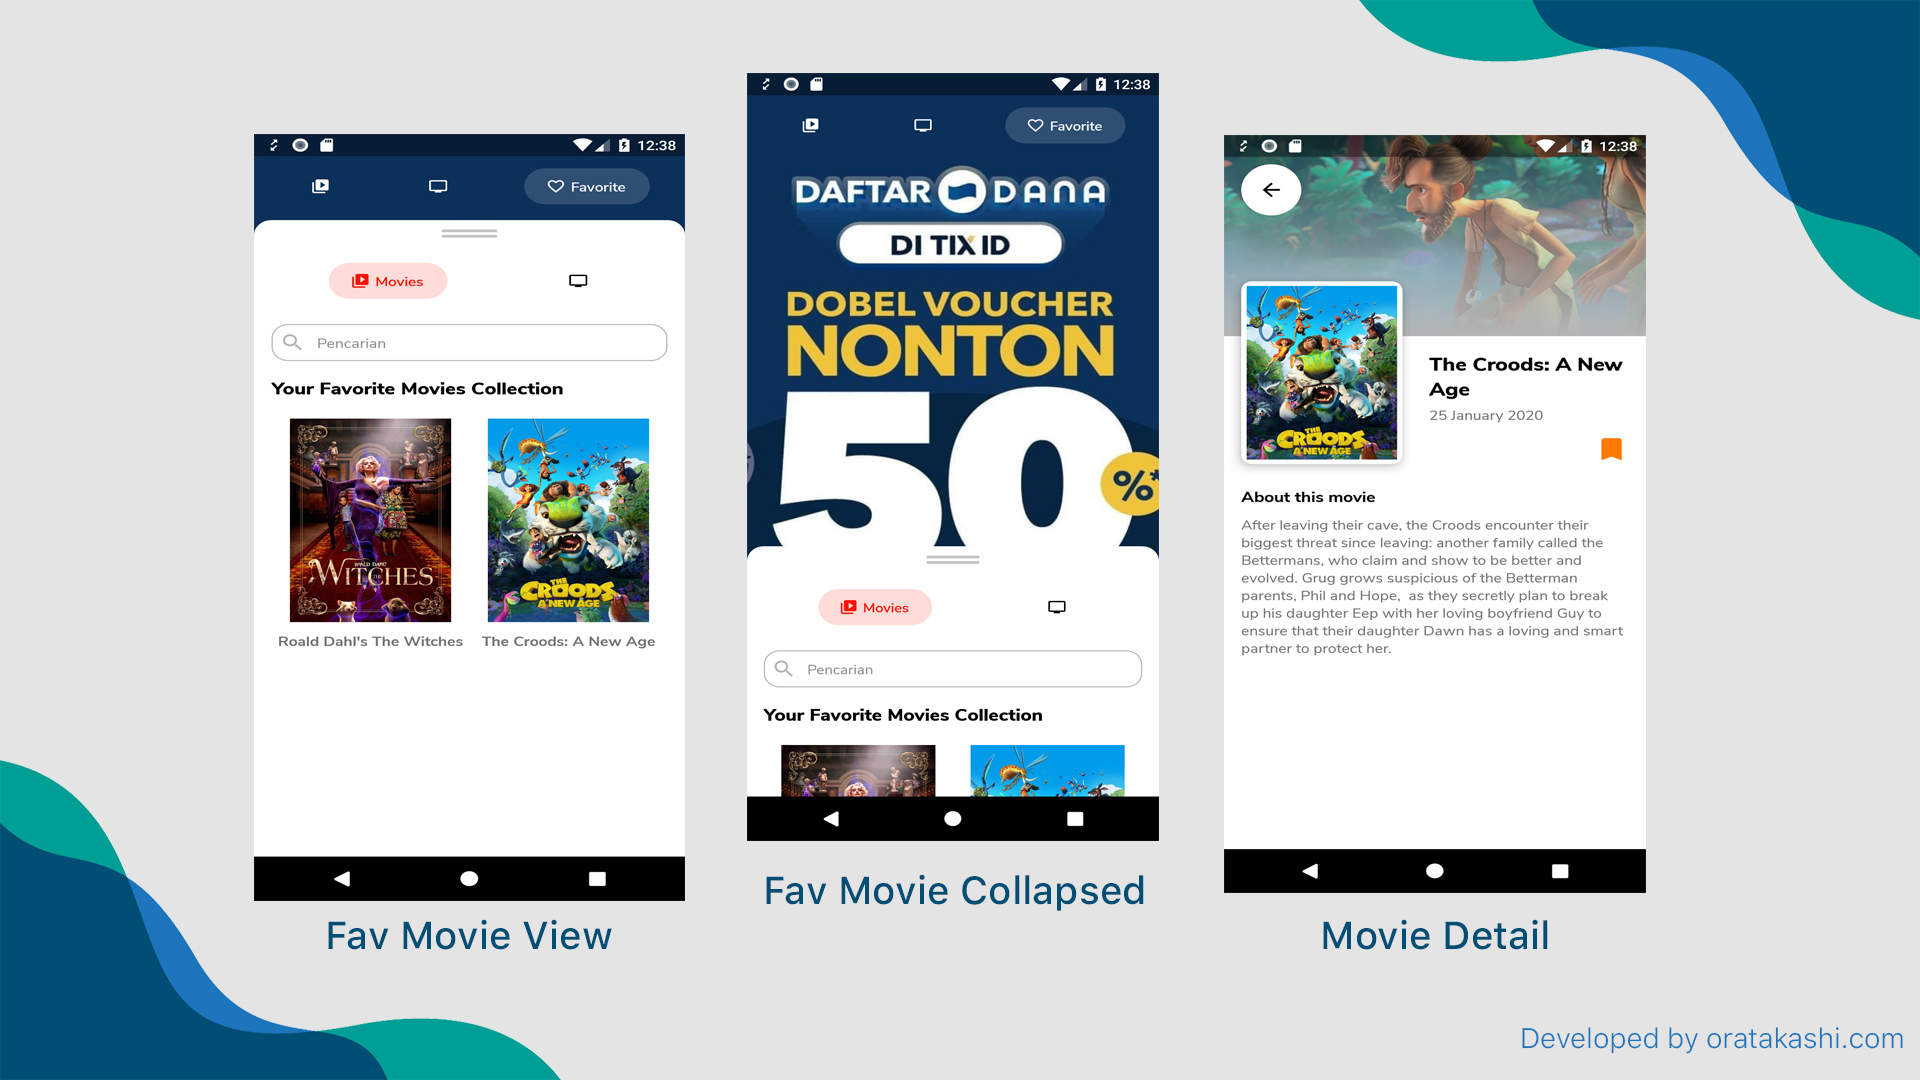 12:38
Favorite
Movies
Pencarian
Your Favorite Movies Collection
ROALD DAHL'S
THE WITCHES
THE
CROODS
A NEW AGE
Roald Dahl's The Witches
The Croods: A New Age
Fav Movie View
12:38
Favorite
DAFTAR DANA
DI TIX ID
DOBEL VOUCHER
NONTON
50
%*
Movies
Pencarian
Your Favorite Movies Collection
Fav Movie Collapsed
12:38
THE
CROODS
A NEW AGE
The Croods: A New
Age
25 January 2020
About this movie
After leaving their cave, the Croods encounter their
biggest threat since leaving: another family called the
Bettermans, who claim and show to be better and
evolved. Grug grows suspicious of the Betterman
parents, Phil and Hope,  as they secretly plan to break
up his daughter Eep with her loving boyfriend Guy to
ensure that their daughter Dawn has a loving and smart
partner to protect her.
Movie Detail
Developed by oratakashi.com